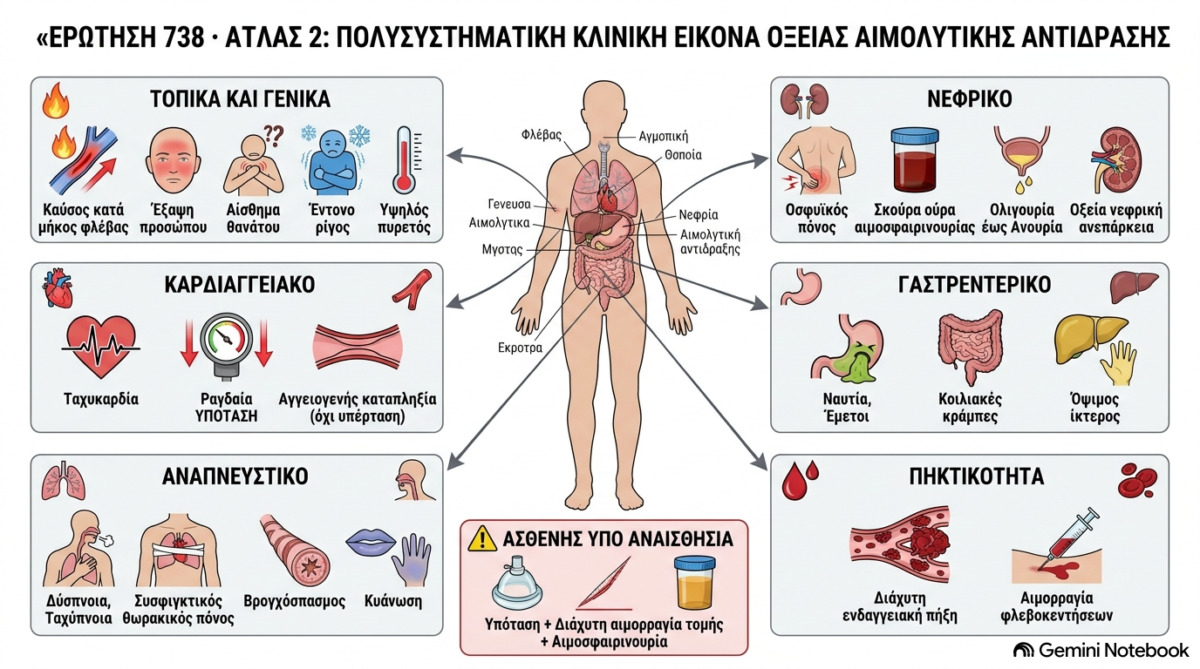 «ΕΡΩΤΗΣΗ 738 · ΑΤΛΑΣ 2: ΠΟΛΥΣΥΣΤΗΜΑΤΙΚΗ ΚΛΙΝΙΚΗ ΕΙΚΟΝΑ ΟΞΕΙΑΣ ΑΙΜΟΛΥΤΙΚΗΣ ΑΝΤΙΔΡΑΣΗΣ
ΤΟΠΙΚΑ ΚΑΙ ΓΕΝΙΚΑ
??
Καύσος κατά
μήκος φλέβας
Έξαψη
προσώπου
Αίσθημα
θανάτου
Έντονο
ρίγος
Υψηλός
πυρετός
ΚΑΡΔΙΑΓΓΕΙΑΚΟ
Ταχυκαρδία
Ραγδαία
ΥΠΟΤΑΣΗ
Αγγειογενής καταπληξία
(όχι υπέρταση)
ΑΝΑΠΝΕΥΣΤΙΚΟ
Δύσπνοια,
Ταχύπνοια
Συσφιγκτικός
θωρακικός πόνος
Βρογχόσπασμος
Κυάνωση
Φλέβας
Αγμοπική
Θοποία
Γενευσα
Αιμολγτικα
Μγοτας
Νεφρία
Αιμολυτική
αντιδραξης
Εκροτρα
ΑΣΘΕΝΗΣ ΥΠΟ ΑΝΑΙΣΘΗΣΙΑ
Υπόταση + Διάχυτη αιμορραγία τομής
+ Αιμοσφαιρινουρία
ΝΕΦΡΙΚΟ
Οσφυϊκός
πόνος
Σκούρα ούρα
αιμοσφαιρινουρίας
Ολιγουρία
έως Ανουρία
Οξεία νεφρική
ανεπάρκεια
ΓΑΣΤΡΕΝΤΕΡΙΚΟ
Ναυτία,
Έμετοι
Κοιλιακές
κράμπες
Όψιμος
ίκτερος
ΠΗΚΤΙΚΟΤΗΤΑ
Διάχυτη
ενδαγγειακή πήξη
Αιμορραγία
φλεβοκεντήσεων
Gemini Notebook